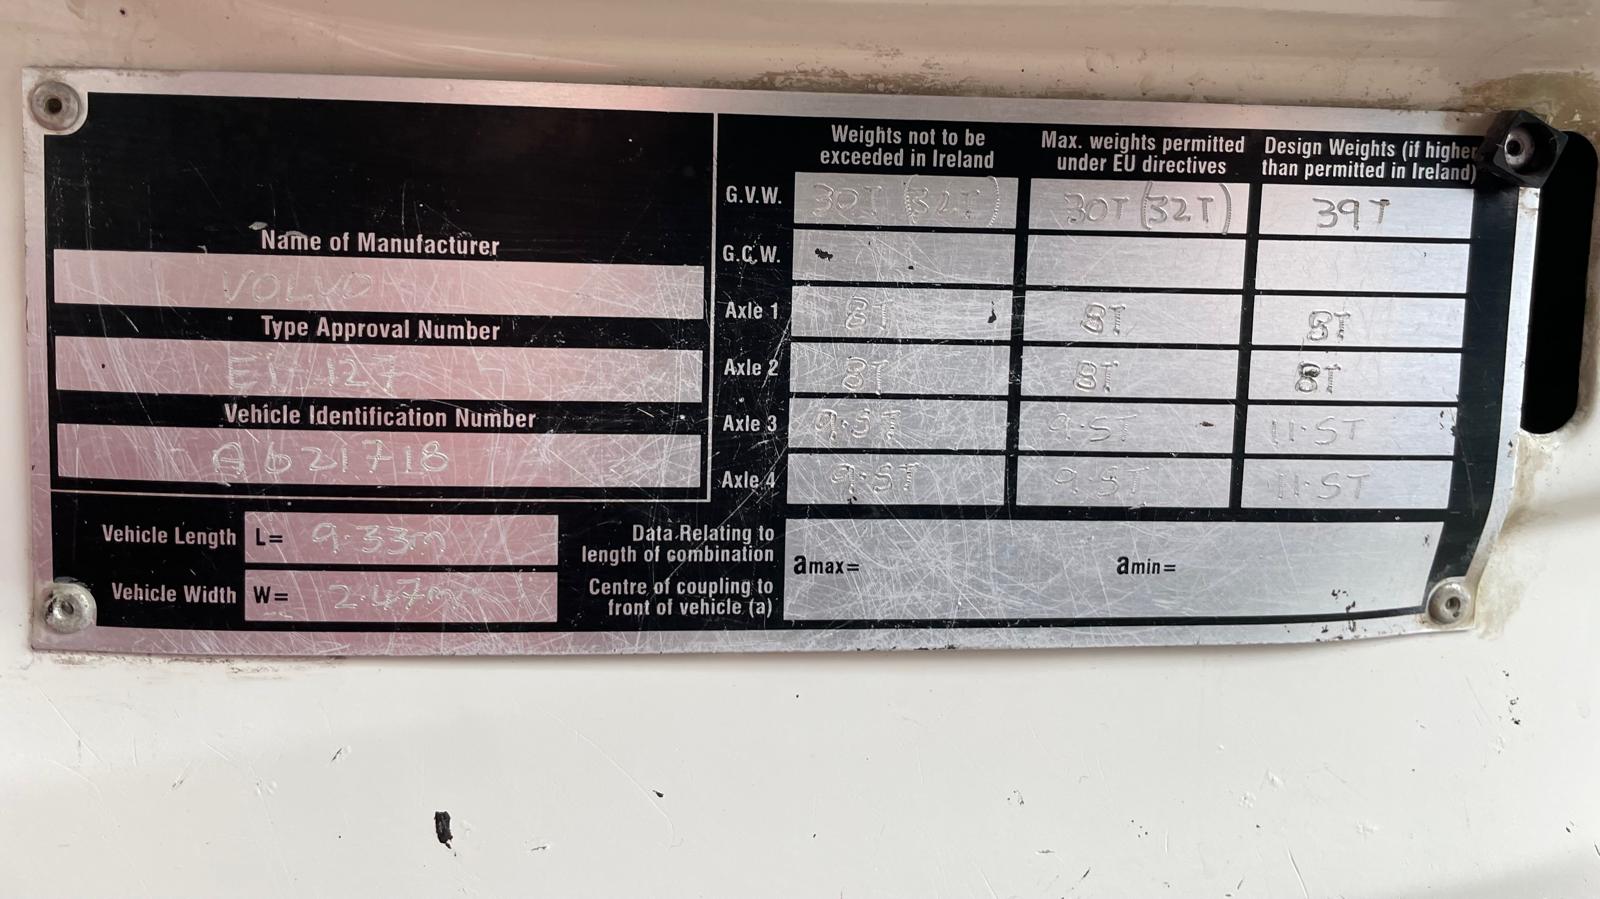 Name of Manufacturer
VOLVO
Type Approval Number
Vehicle Identification Number
A621718
Vehicle Length L= 9.33m
Vehicle Width W= 2.47m
Weights not to be
exceeded in Ireland
Max. weights permitted
under EU directives
Design Weights (if higher
than permitted in Ireland)
G.V.W. 30T (32T) 30T (32T) 39T
G.C.W.
Axle 1 8T 8T 8T
Axle 2 8T 8T 8T
Axle 3 9.5T 9.5T 11.5T
Axle 4 9.5T 9.5T 11.5T
Data Relating to
length of combination
Centre of coupling to
front of vehicle (a)
amax= amin=